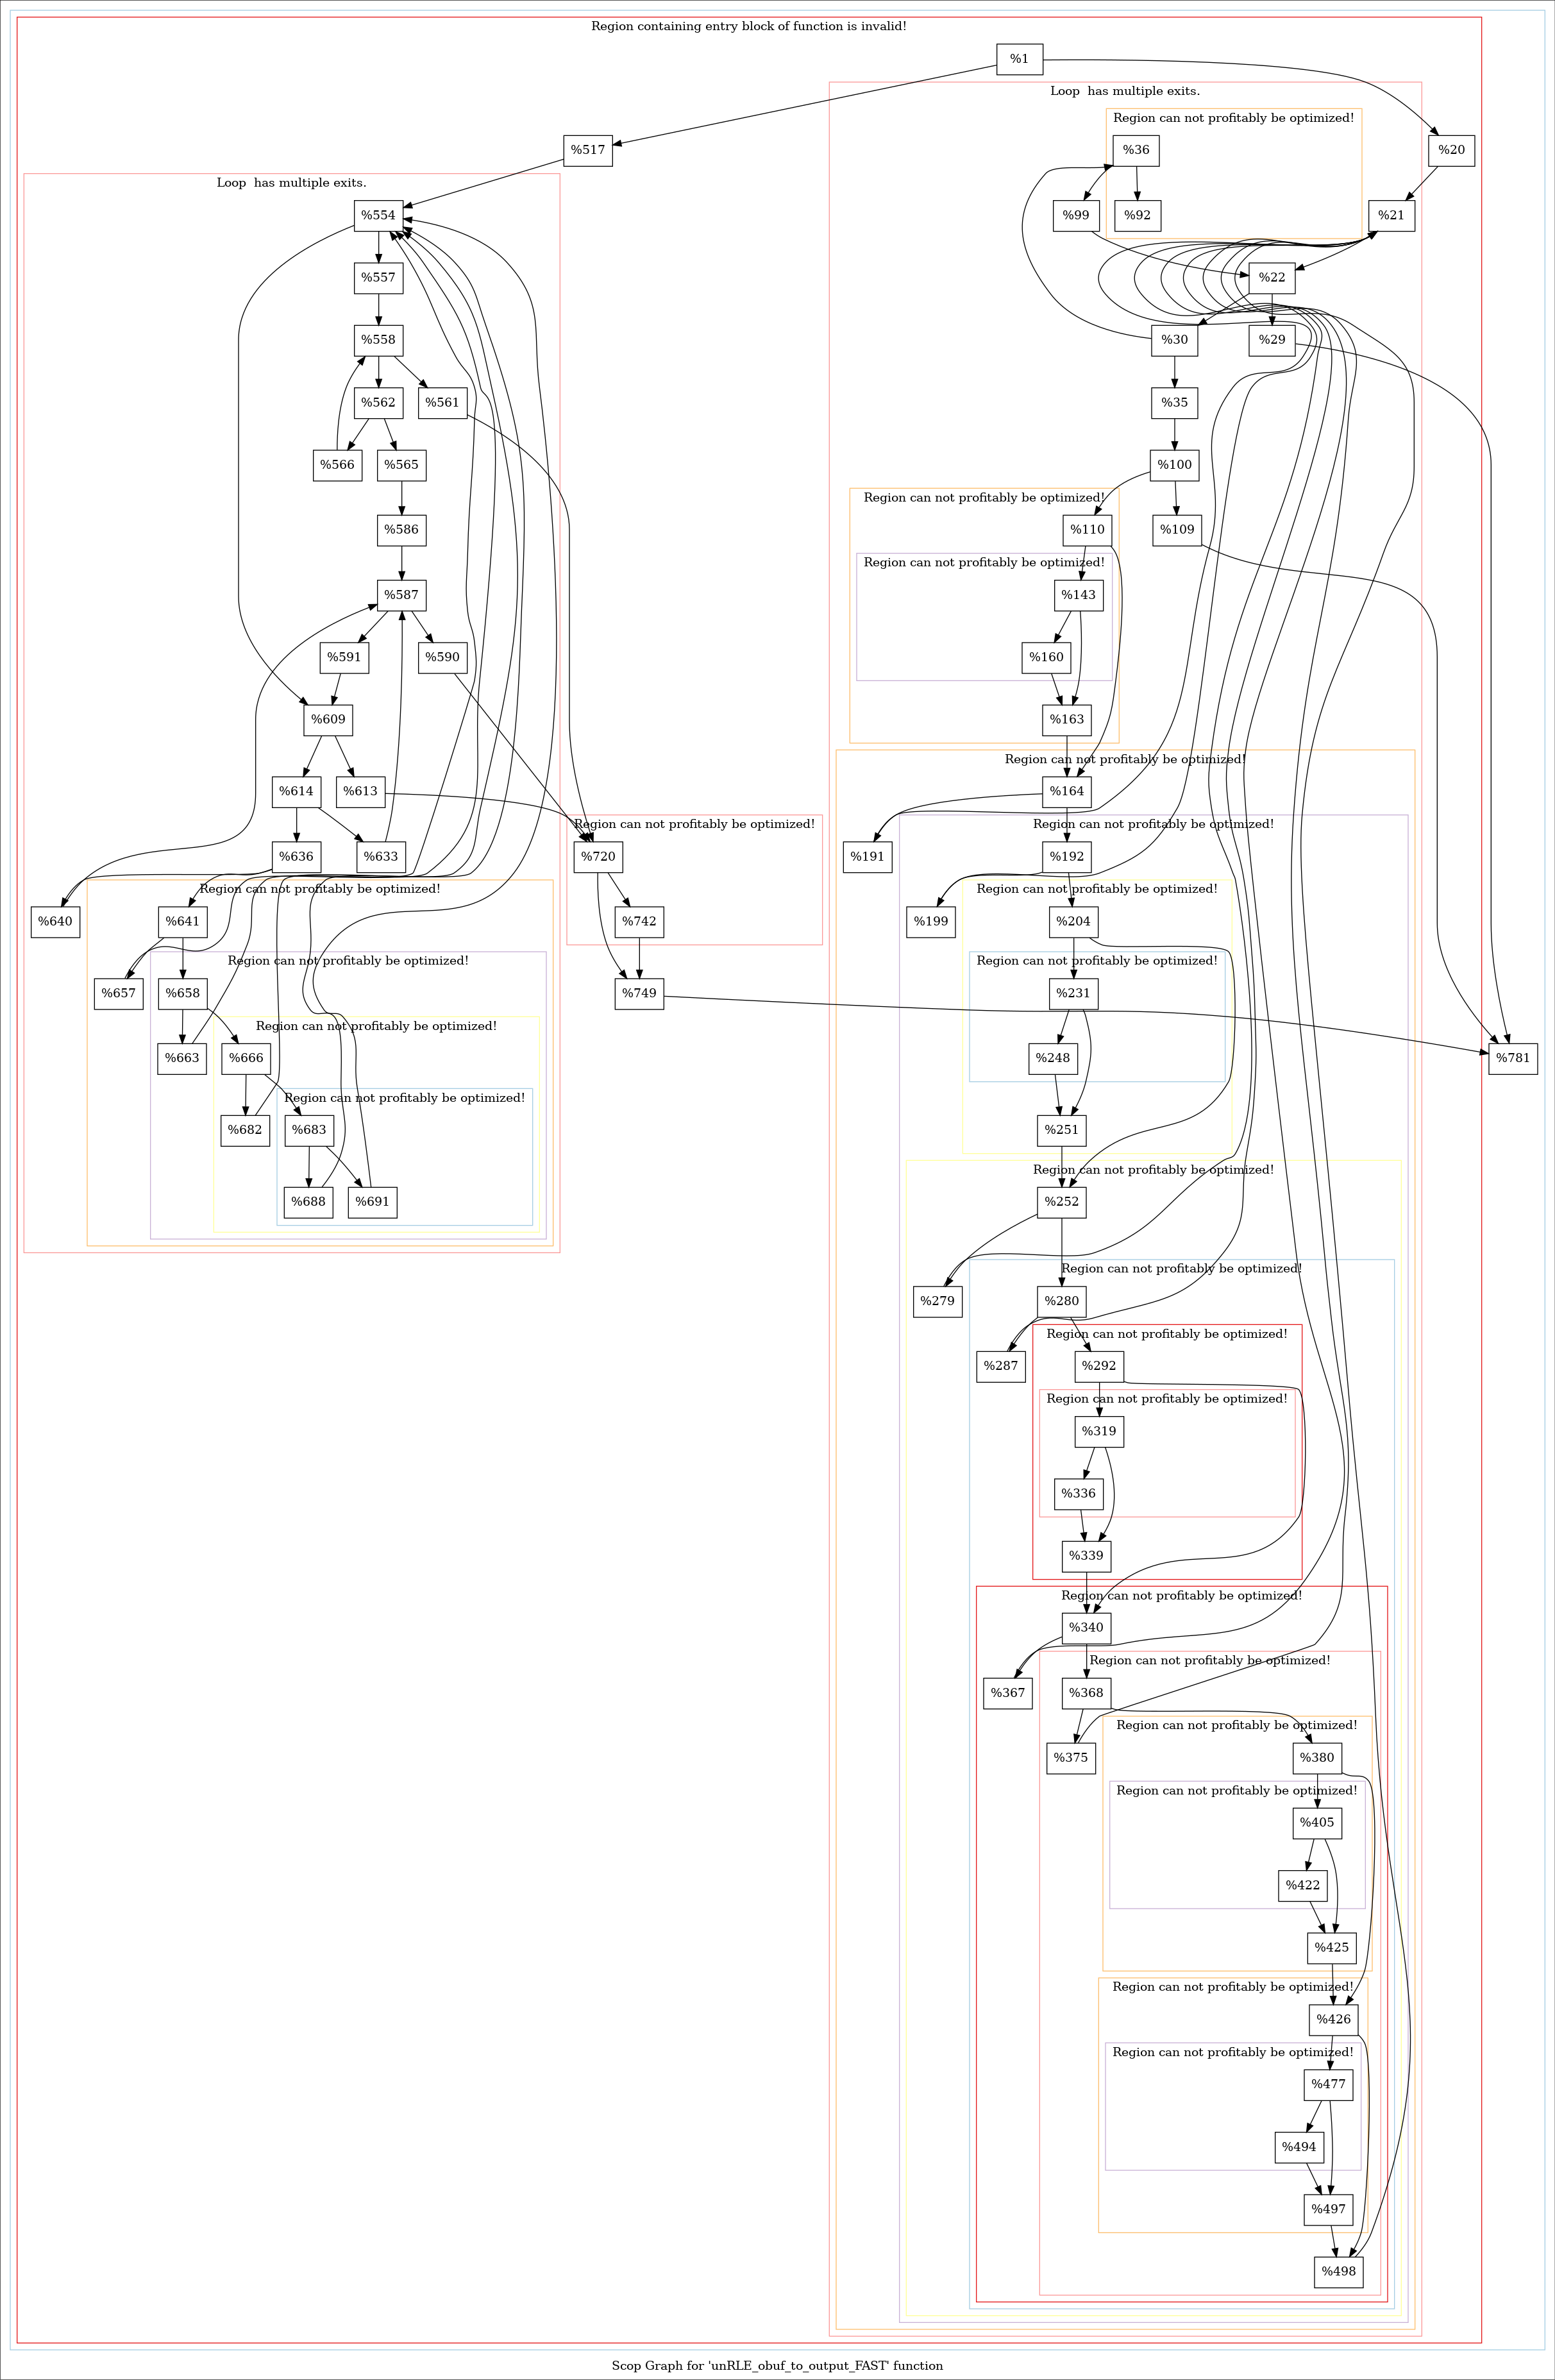 Region containing entry block of function is invalid!
%1
Loop  has multiple exits.
Region can not profitably be optimized!
%517
%36
%20
Loop  has multiple exits.
%554
%99
%92
%21
%557
%22
%558
%30
%29
%562
%561
%35
%566
%565
%100
Region can not profitably be optimized!
%586
%110
%109
Region can not profitably be optimized!
%587
%143
%591
%590
%160
%609
%163
Region can not profitably be optimized!
%614
%613
%164
Region can not profitably be optimized!
Region can not profitably be optimized!
%636
%633
%720
%191
%192
Region can not profitably be optimized!
Region can not profitably be optimized!
%640
%641
%742
%199
%204
Region can not profitably be optimized!
Region can not profitably be optimized!
%657
%658
%749
%231
Region can not profitably be optimized!
%663
%666
%248
%781
Region can not profitably be optimized!
%682
%683
%251
Region can not profitably be optimized!
%688
%691
%252
Region can not profitably be optimized!
%279
%280
Region can not profitably be optimized!
%287
%292
Region can not profitably be optimized!
%319
%336
%339
Region can not profitably be optimized!
%340
Region can not profitably be optimized!
%367
%368
Region can not profitably be optimized!
%375
%380
Region can not profitably be optimized!
%405
%422
%425
Region can not profitably be optimized!
%426
Region can not profitably be optimized!
%477
%494
%497
%498
Scop Graph for 'unRLE_obuf_to_output_FAST' function